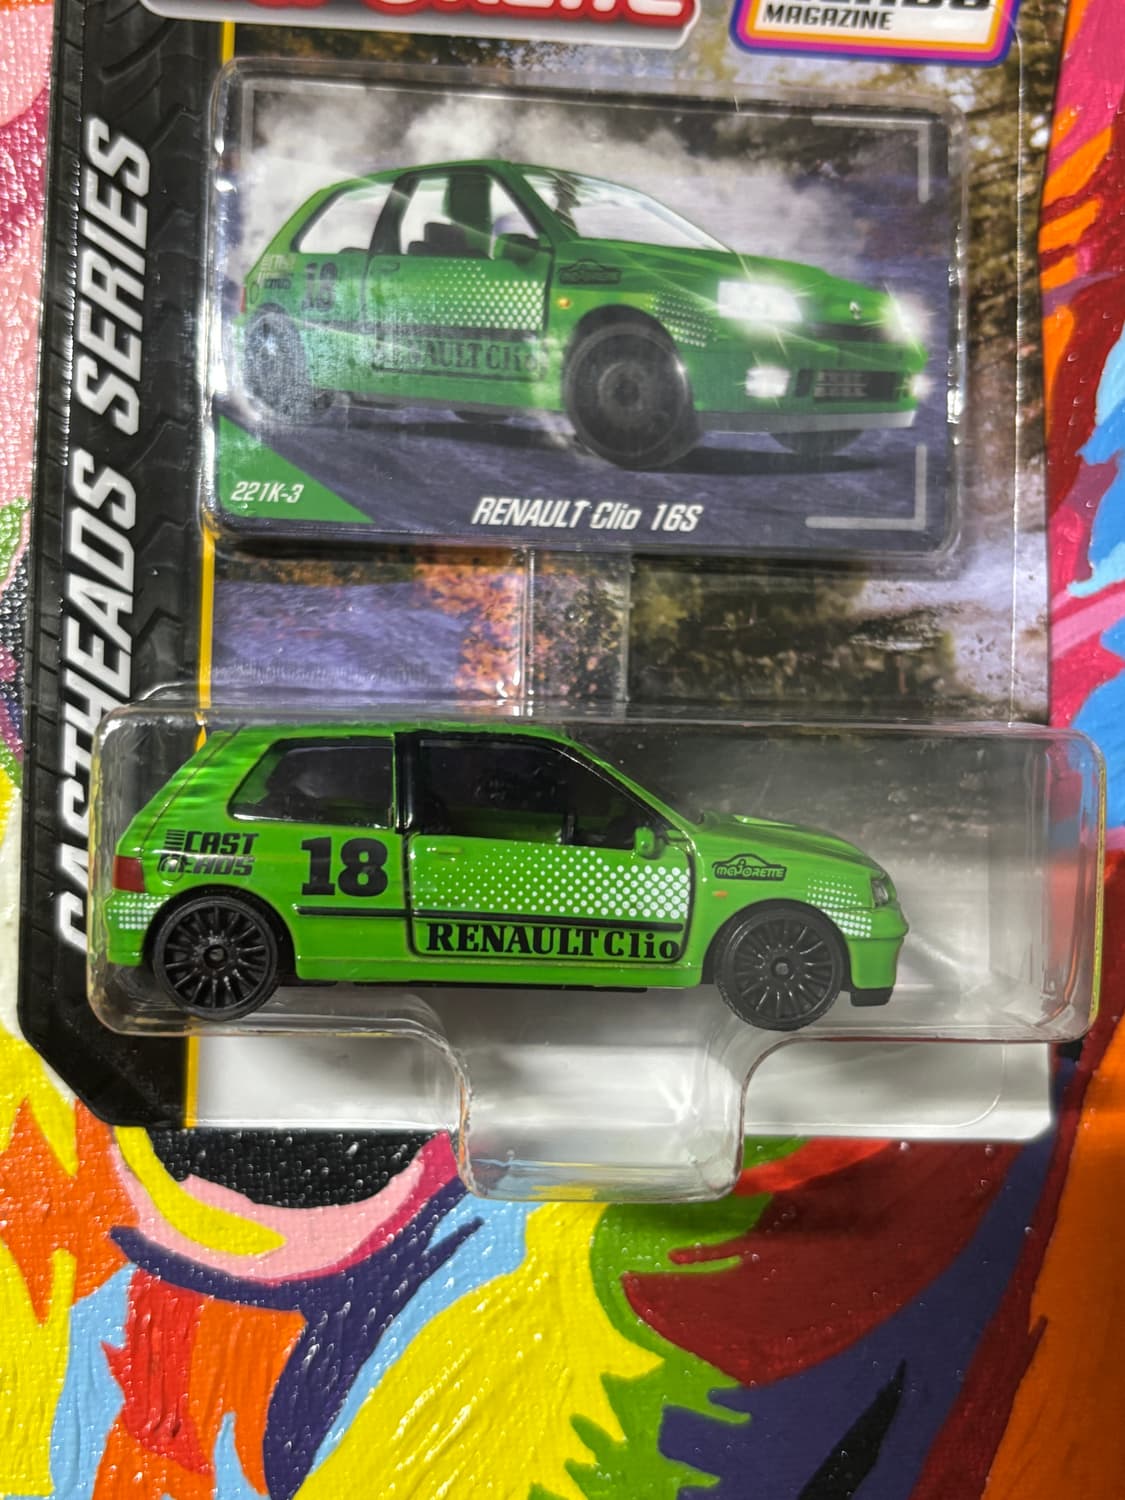 MAGAZINE
CASTHEADS SERIES
18
RENAULT Clio
221K-3
RENAULT Clio 16S
CAST
HEADS
18
MAJORETTE
RENAULT Clio